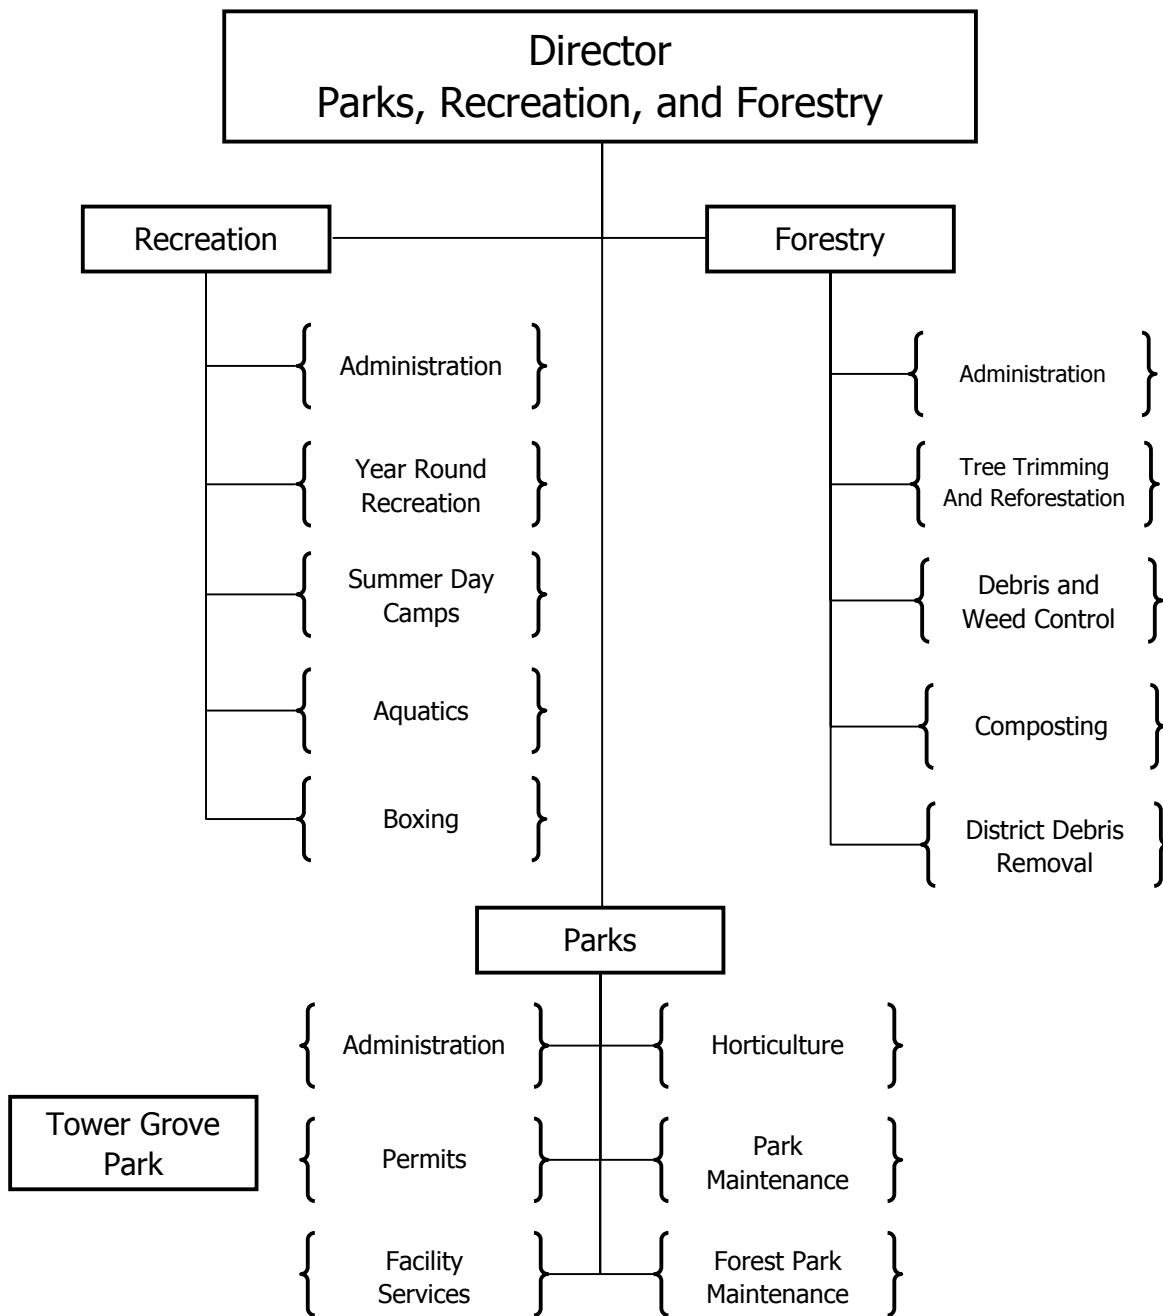 Director
Parks, Recreation, and Forestry
Recreation
Forestry
Administration
Year Round
Recreation
Summer Day
Camps
Aquatics
Boxing
Administration
Tree Trimming
And Reforestation
Debris and
Weed Control
Composting
District Debris
Removal
Parks
Administration
Horticulture
Tower Grove
Park
Permits
Park
Maintenance
Facility
Services
Forest Park
Maintenance